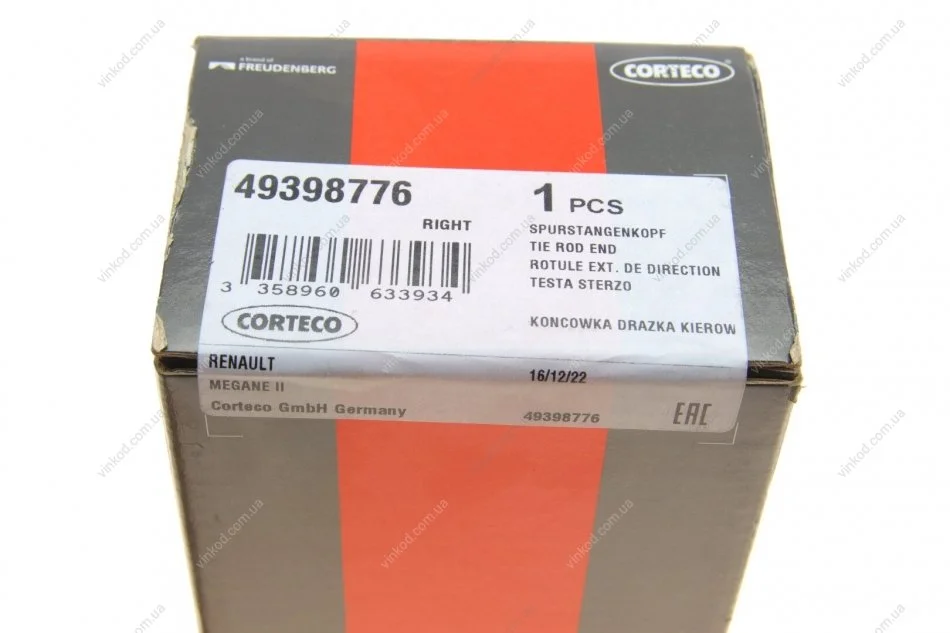 a brand of
FREUDENBERG
CORTECO
49398776
RIGHT
1 PCS
SPURSTANGENKOPF
TIE ROD END
ROTULE EXT. DE DIRECTION
TESTA STERZO
KONCOWKA DRAZKA KIEROW
3 358960 633934
CORTECO
RENAULT
16/12/22
MEGANE II
Corteco GmbH Germany
49398776
EAC
vinkod.com.ua